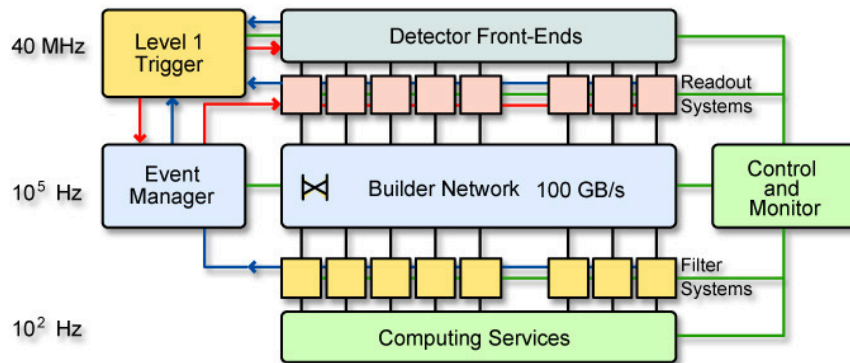 40 MHz
Level 1
Trigger
Detector Front-Ends
Readout
Systems
10⁵ Hz
Event
Manager
Builder Network 100 GB/s
Control
and
Monitor
Filter
Systems
10² Hz
Computing Services